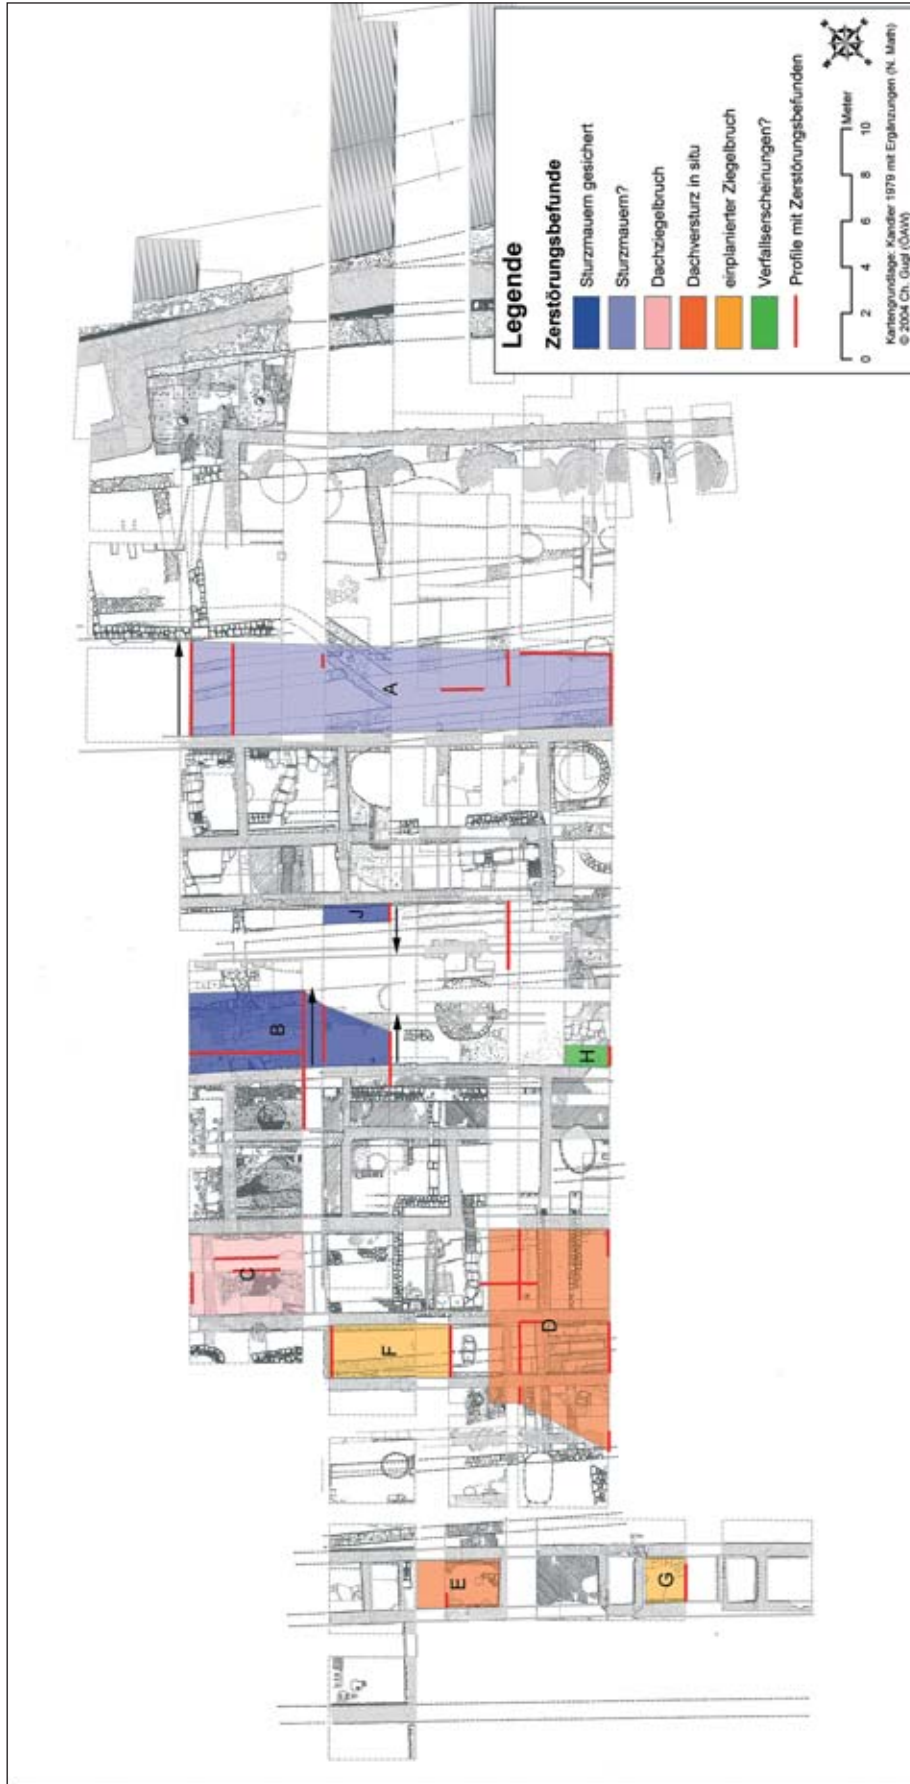 A
B
C
D
E
F
G
H
J
Legende
Zerstörungsbefunde
Sturzmauern gesichert
Sturzmauern?
Dachziegelbruch
Dachversturz in situ
einplanierter Ziegelbruch
Verfallserscheinungen?
Profile mit Zerstörungsbefunden
0 2 4 6 8 10
Meter
Kartengrundlage: Kandler 1979 mit Ergänzungen (N. Math)
© 2004 Ch. Gugl (ÖAW)